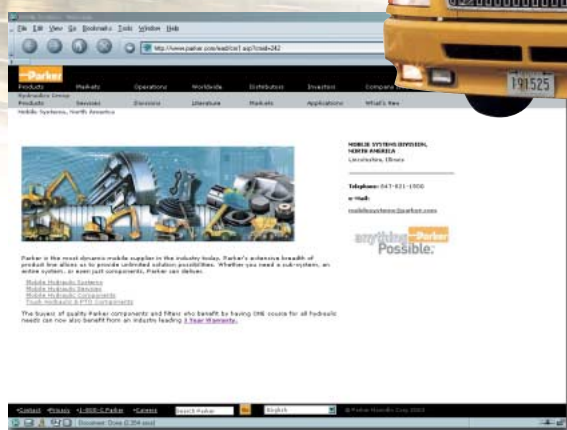 File Edit View Go Bookmarks Tools Window Help
http://www.parker.com/ead/cm1.asp?cmid=242
191525
Parker
Products Markets Operations Worldwide Distributors Investors Company
Hydraulics Group
Products Services Divisions Literature Markets Applications What's New
Mobile Systems, North America
MOBILE SYSTEMS DIVISION,
NORTH AMERICA
Lincolnshire, Illinois
Telephone: 847-821-1500
e-Mail:
mobilesystems@parker.com
anything Parker
Possible.
Parker is the most dynamic mobile supplier in the industry today. Parker's extensive breadth of
product line allows us to provide unlimited solution possibilities. Whether you need a sub-system, an
entire system, or even just components, Parker can deliver.
Mobile Hydraulic Systems
Mobile Hydraulic Services
Mobile Hydraulic Components
Truck Hydraulic & PTO Components
The buyers of quality Parker components and filters who benefit by having ONE source for all hydraulic
needs can now also benefit from an industry leading 3 Year Warranty.
Contact Privacy 1-800-C-Parker Careers Search Parker Go English © Parker Hannifin Corp 2003
Document: Done